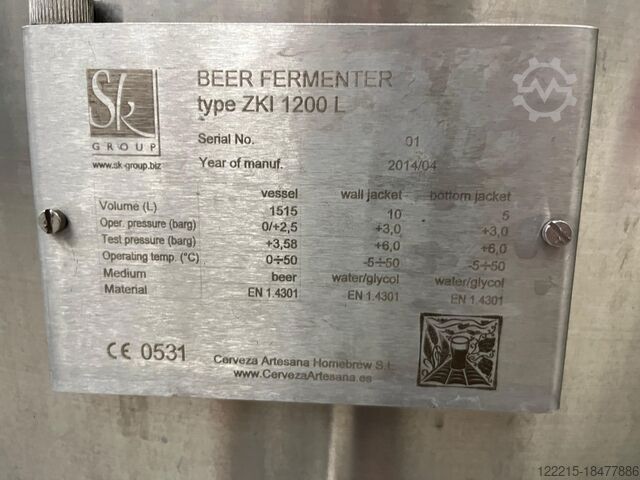 Sk
GROUP
www.sk-group.biz
BEER FERMENTER
type ZKI 1200 L
Serial No. 01
Year of manuf. 2014/04
vessel wall jacket bottom jacket
Volume (L) 1515 10 5
Oper. pressure (barg) 0/+2,5 +3,0 +3,0
Test pressure (barg) +3,58 +6,0 +6,0
Operating temp. (°C) 0÷50 -5÷50 -5÷50
Medium beer water/glycol water/glycol
Material EN 1.4301 EN 1.4301 EN 1.4301
CE 0531
Cerveza Artesana Homebrew S.L.
www.CervezaArtesana.es
122215-18477886